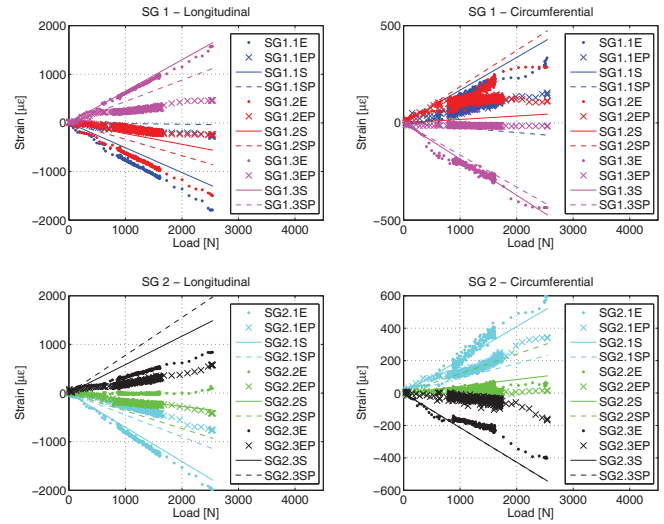 SG 1 − Longitudinal
2000
1000
0
−1000
−2000
Strain [με]
0 1000 2000 3000 4000
Load [N]
SG1.1E
SG1.1EP
SG1.1S
SG1.1SP
SG1.2E
SG1.2EP
SG1.2S
SG1.2SP
SG1.3E
SG1.3EP
SG1.3S
SG1.3SP
SG 1 − Circumferential
500
0
−500
Strain [με]
0 1000 2000 3000 4000
Load [N]
SG1.1E
SG1.1EP
SG1.1S
SG1.1SP
SG1.2E
SG1.2EP
SG1.2S
SG1.2SP
SG1.3E
SG1.3EP
SG1.3S
SG1.3SP
SG 2 − Longitudinal
2000
1000
0
−1000
−2000
Strain [με]
0 1000 2000 3000 4000
Load [N]
SG2.1E
SG2.1EP
SG2.1S
SG2.1SP
SG2.2E
SG2.2EP
SG2.2S
SG2.2SP
SG2.3E
SG2.3EP
SG2.3S
SG2.3SP
SG 2 − Circumferential
600
400
200
0
−200
−400
−600
Strain [με]
0 1000 2000 3000 4000
Load [N]
SG2.1E
SG2.1EP
SG2.1S
SG2.1SP
SG2.2E
SG2.2EP
SG2.2S
SG2.2SP
SG2.3E
SG2.3EP
SG2.3S
SG2.3SP